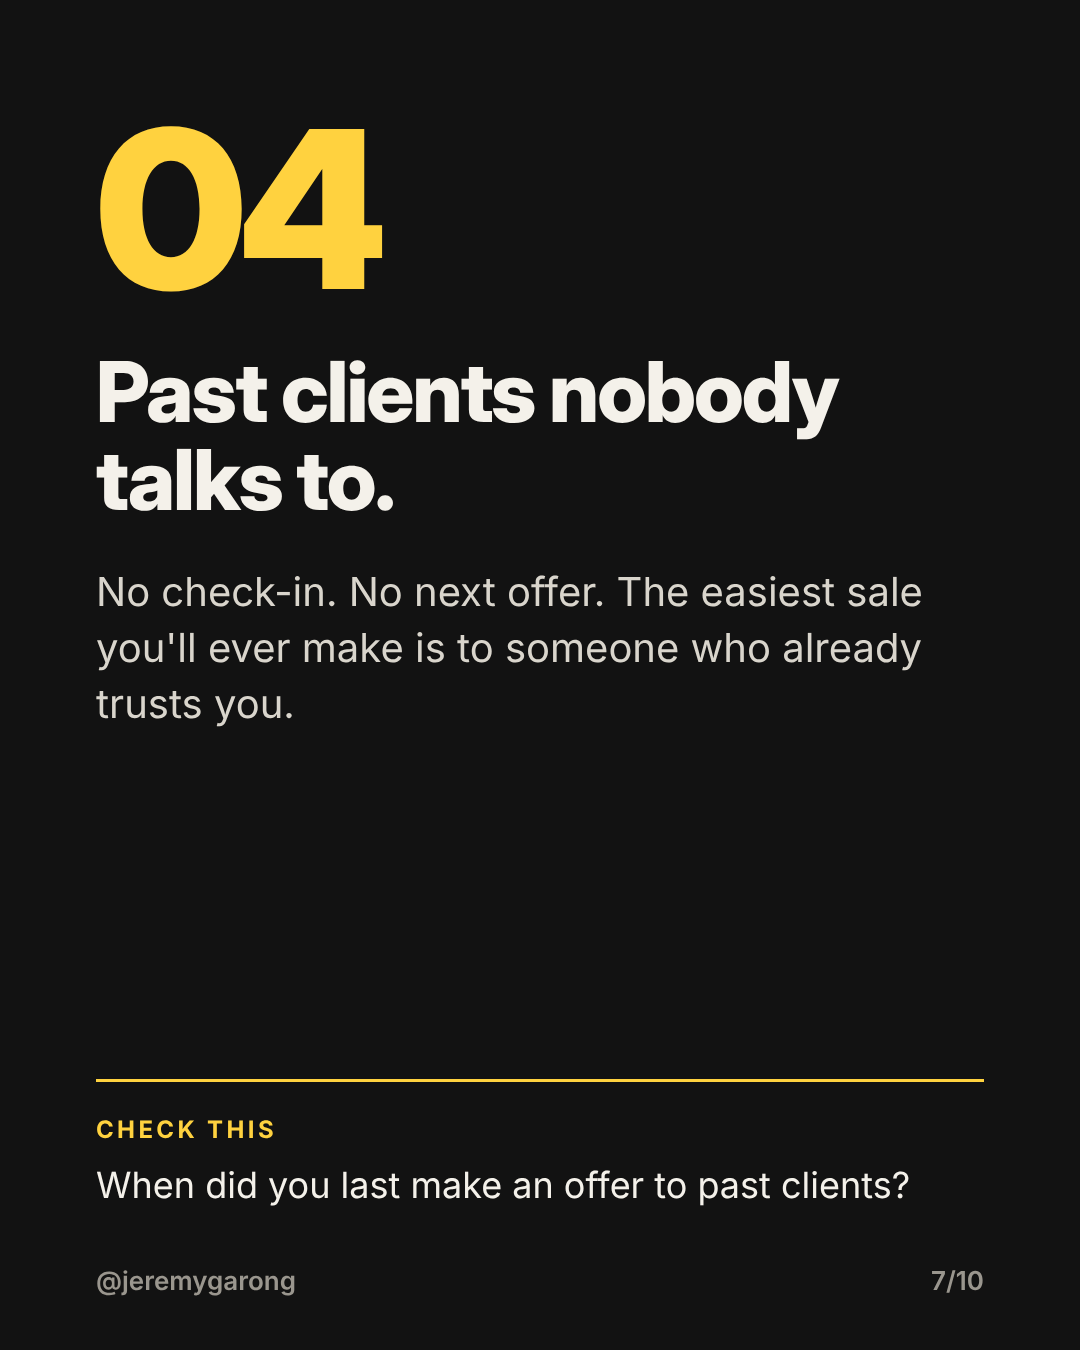 04
Past clients nobody
talks to.
No check-in. No next offer. The easiest sale
you'll ever make is to someone who already
trusts you.
CHECK THIS
When did you last make an offer to past clients?
@jeremygarong
7/10